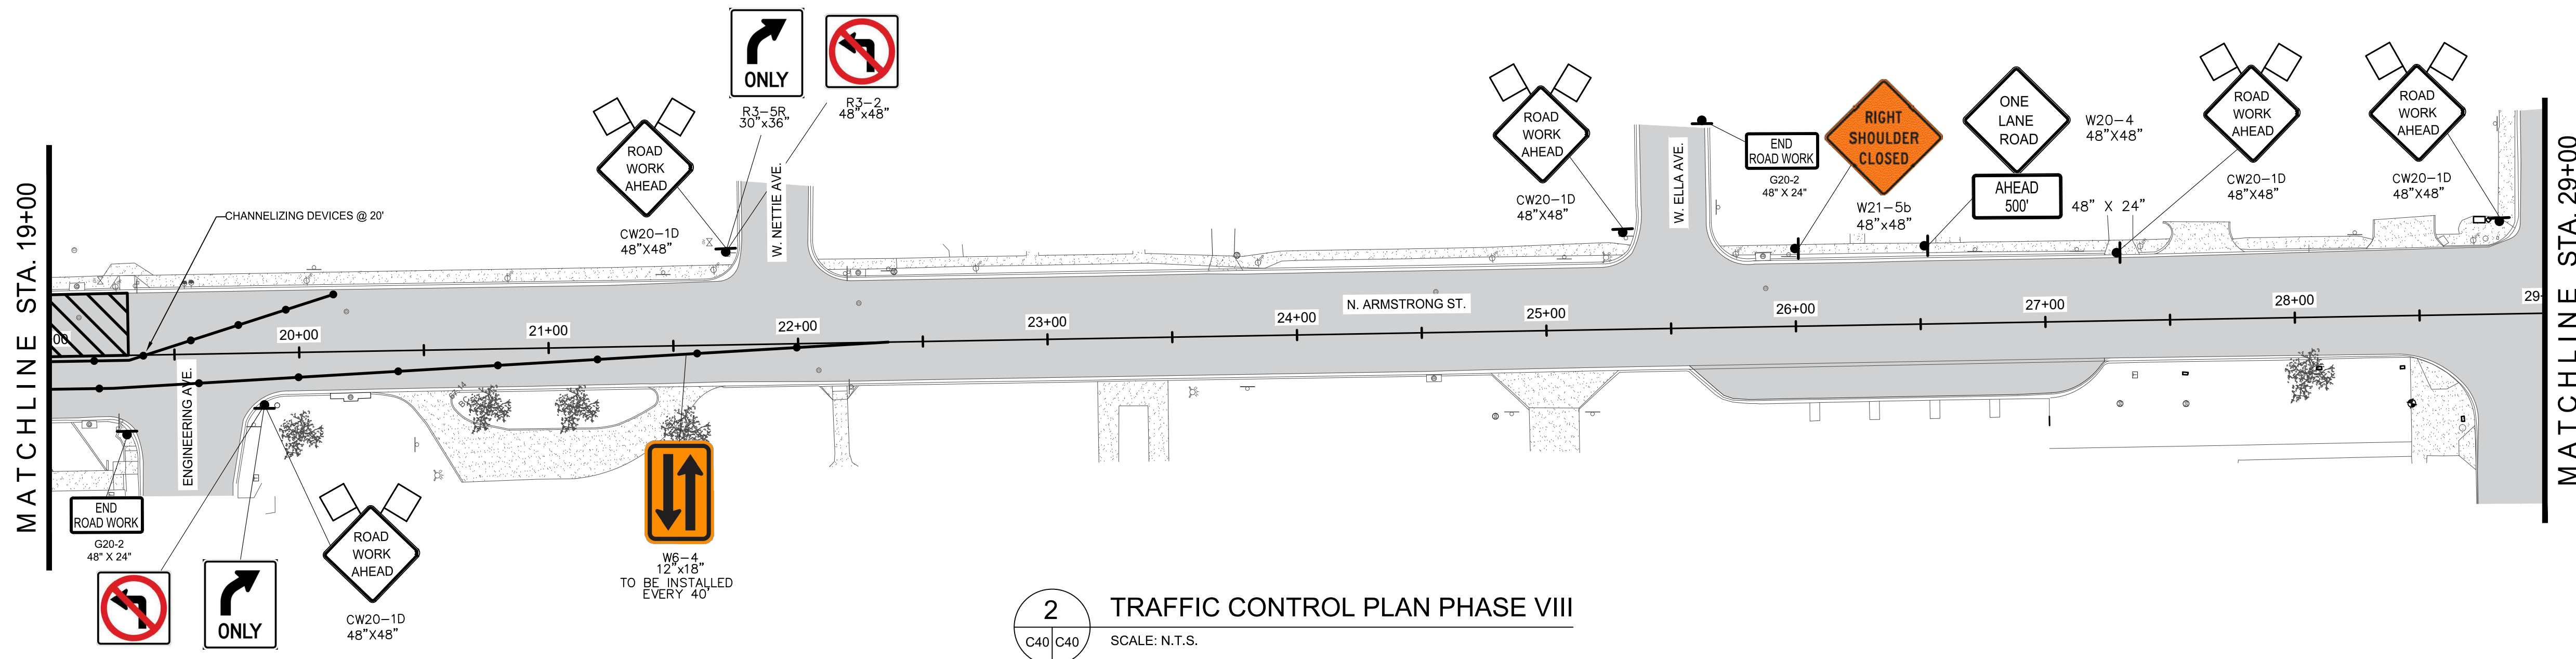 MATCHLINE STA. 19+00
CHANNELIZING DEVICES @ 20'
ROAD
WORK
AHEAD
CW20-1D
48"X48"
ONLY
R3-5R
30"x36"
R3-2
48"x48"
W. NETTIE AVE.
ROAD
WORK
AHEAD
CW20-1D
48"X48"
W. ELLA AVE.
END
ROAD WORK
G20-2
48" X 24"
RIGHT
SHOULDER
CLOSED
W21-5b
48"x48"
ONE
LANE
ROAD
W20-4
48"X48"
AHEAD
500'
48" X 24"
ROAD
WORK
AHEAD
CW20-1D
48"X48"
ROAD
WORK
AHEAD
CW20-1D
48"X48"
MATCHLINE STA. 29+00
N. ARMSTRONG ST.
00
20+00
21+00
22+00
23+00
24+00
25+00
26+00
27+00
28+00
29+
ENGINEERING AVE.
END
ROAD WORK
G20-2
48" X 24"
ONLY
ROAD
WORK
AHEAD
CW20-1D
48"X48"
W6-4
12"x18"
TO BE INSTALLED
EVERY 40'
2
C40 C40
TRAFFIC CONTROL PLAN PHASE VIII
SCALE: N.T.S.